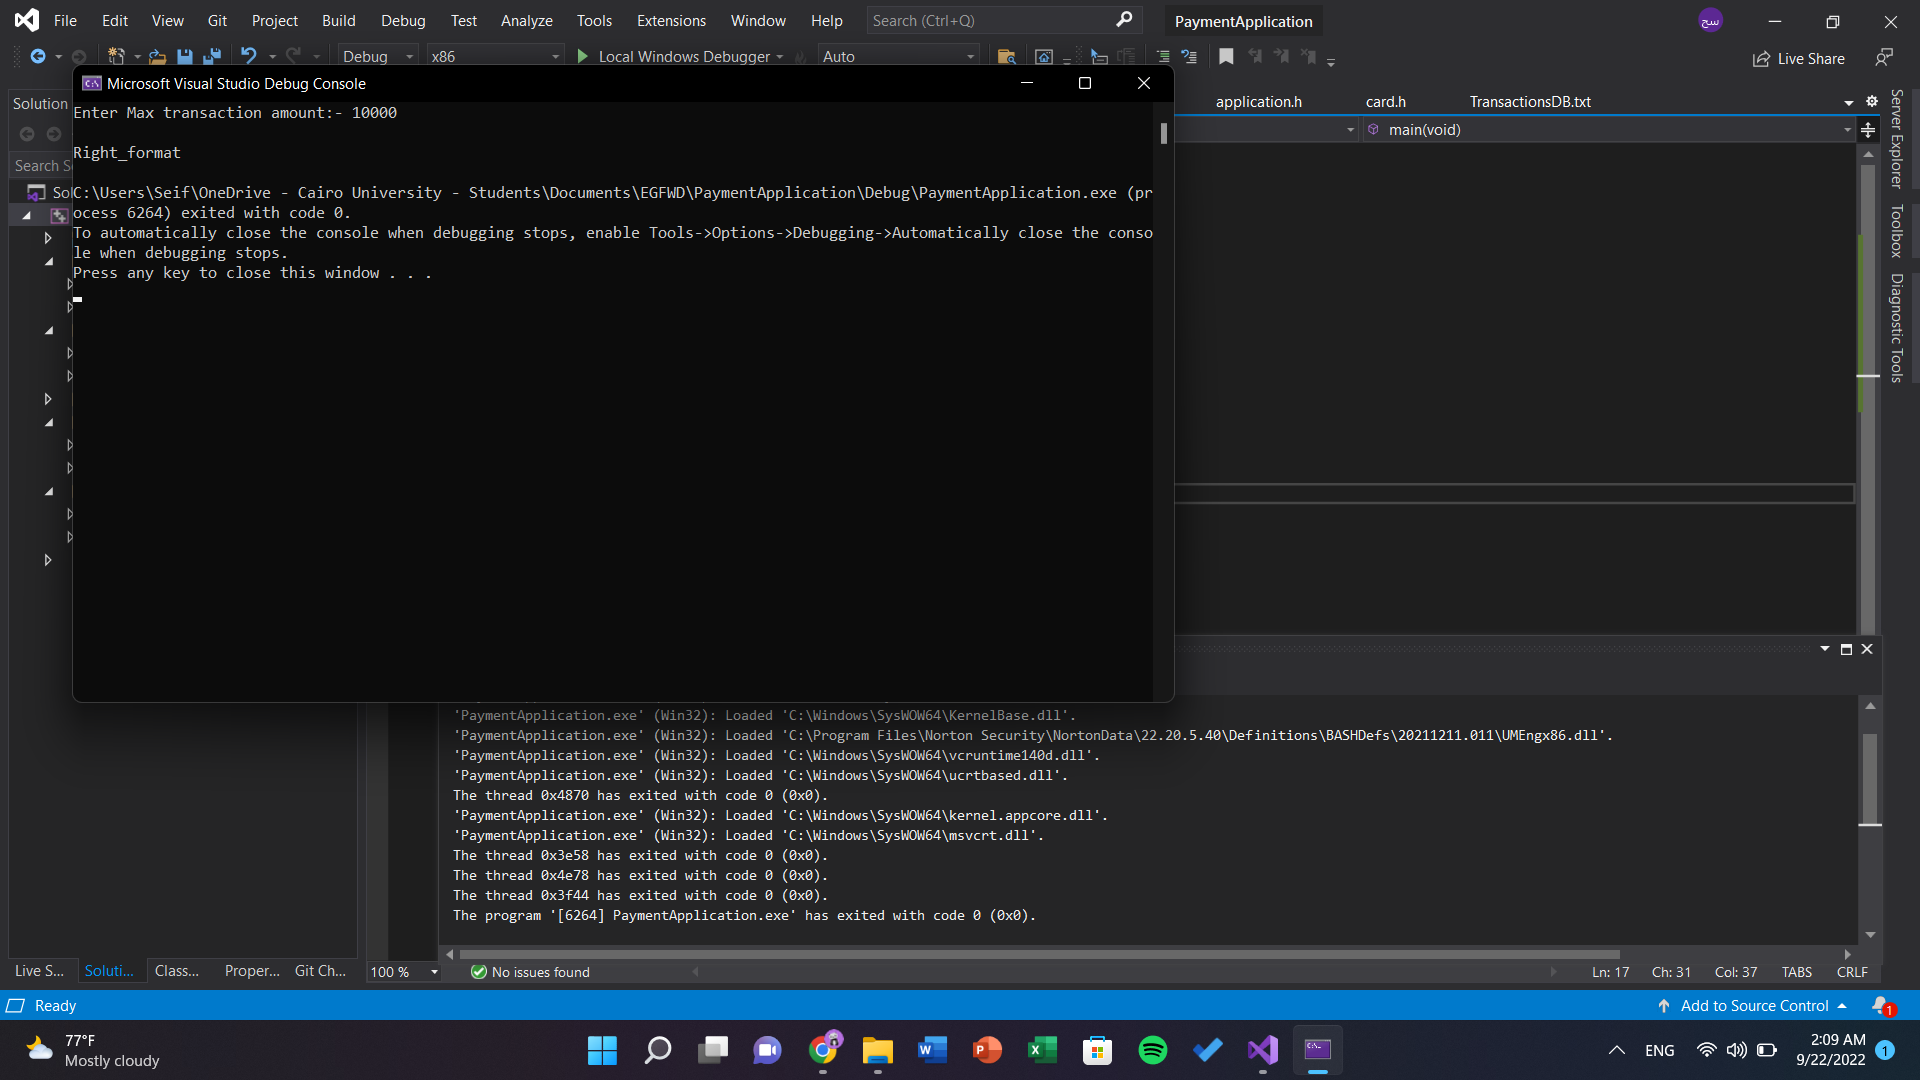 File Edit View Git Project Build Debug Test Analyze Tools Extensions Window Help Search (Ctrl+Q) PaymentApplication سح
Debug x86 Local Windows Debugger Auto Live Share
Microsoft Visual Studio Debug Console
Solution
application.h card.h TransactionsDB.txt
Enter Max transaction amount:- 10000
main(void)
Right_format
Search S
C:\Users\Seif\OneDrive - Cairo University - Students\Documents\EGFWD\PaymentApplication\Debug\PaymentApplication.exe (pr
ocess 6264) exited with code 0.
To automatically close the console when debugging stops, enable Tools->Options->Debugging->Automatically close the conso
le when debugging stops.
Press any key to close this window . . .
Sol
Server Explorer
Toolbox
Diagnostic Tools
'PaymentApplication.exe' (Win32): Loaded 'C:\Windows\SysWOW64\KernelBase.dll'.
'PaymentApplication.exe' (Win32): Loaded 'C:\Program Files\Norton Security\NortonData\22.20.5.40\Definitions\BASHDefs\20211211.011\UMEngx86.dll'.
'PaymentApplication.exe' (Win32): Loaded 'C:\Windows\SysWOW64\vcruntime140d.dll'.
'PaymentApplication.exe' (Win32): Loaded 'C:\Windows\SysWOW64\ucrtbased.dll'.
The thread 0x4870 has exited with code 0 (0x0).
'PaymentApplication.exe' (Win32): Loaded 'C:\Windows\SysWOW64\kernel.appcore.dll'.
'PaymentApplication.exe' (Win32): Loaded 'C:\Windows\SysWOW64\msvcrt.dll'.
The thread 0x3e58 has exited with code 0 (0x0).
The thread 0x4e78 has exited with code 0 (0x0).
The thread 0x3f44 has exited with code 0 (0x0).
The program '[6264] PaymentApplication.exe' has exited with code 0 (0x0).
Live S... Soluti... Class... Proper... Git Ch... 100 % No issues found Ln: 17 Ch: 31 Col: 37 TABS CRLF
Ready Add to Source Control 1
77°F
Mostly cloudy
ENG
2:09 AM
9/22/2022
1